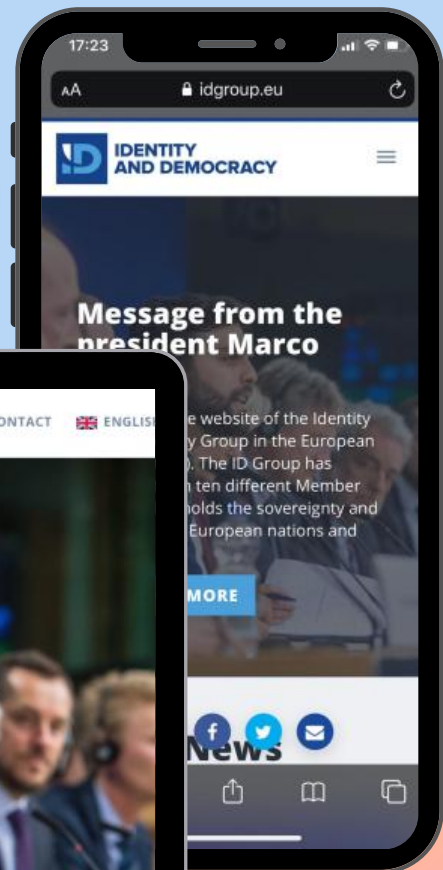 17:23
AA
idgroup.eu
IDENTITY
AND DEMOCRACY
Message from the
president Marco
ONTACT
ENGLIS
e website of the Identity
y Group in the European
). The ID Group has
ten different Member
holds the sovereignty and
European nations and
MORE
News